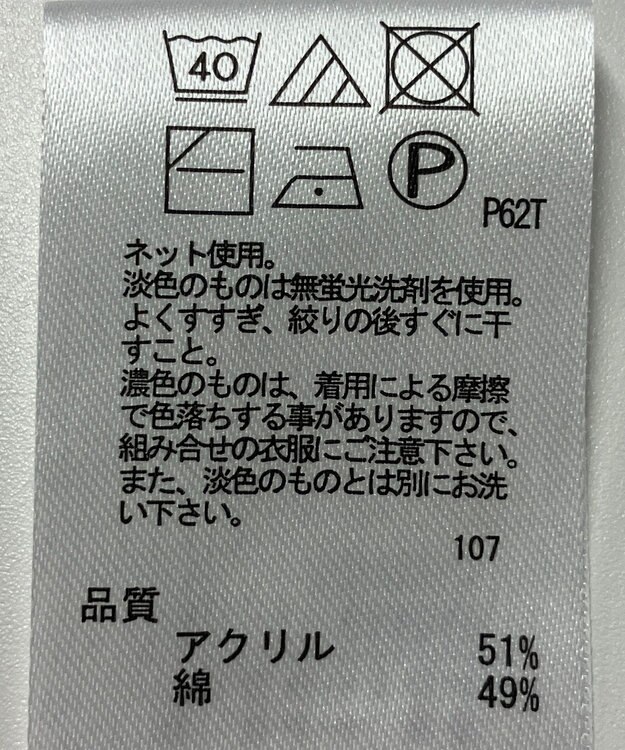 40
P
P62T
ネット使用。
淡色のものは無蛍光洗剤を使用。
よくすすぎ、絞りの後すぐに干
すこと。
濃色のものは、着用による摩擦
で色落ちする事がありますので、
組み合せの衣服にご注意下さい。
また、淡色のものとは別にお洗
い下さい。
107
品質
アクリル 51%
綿 49%